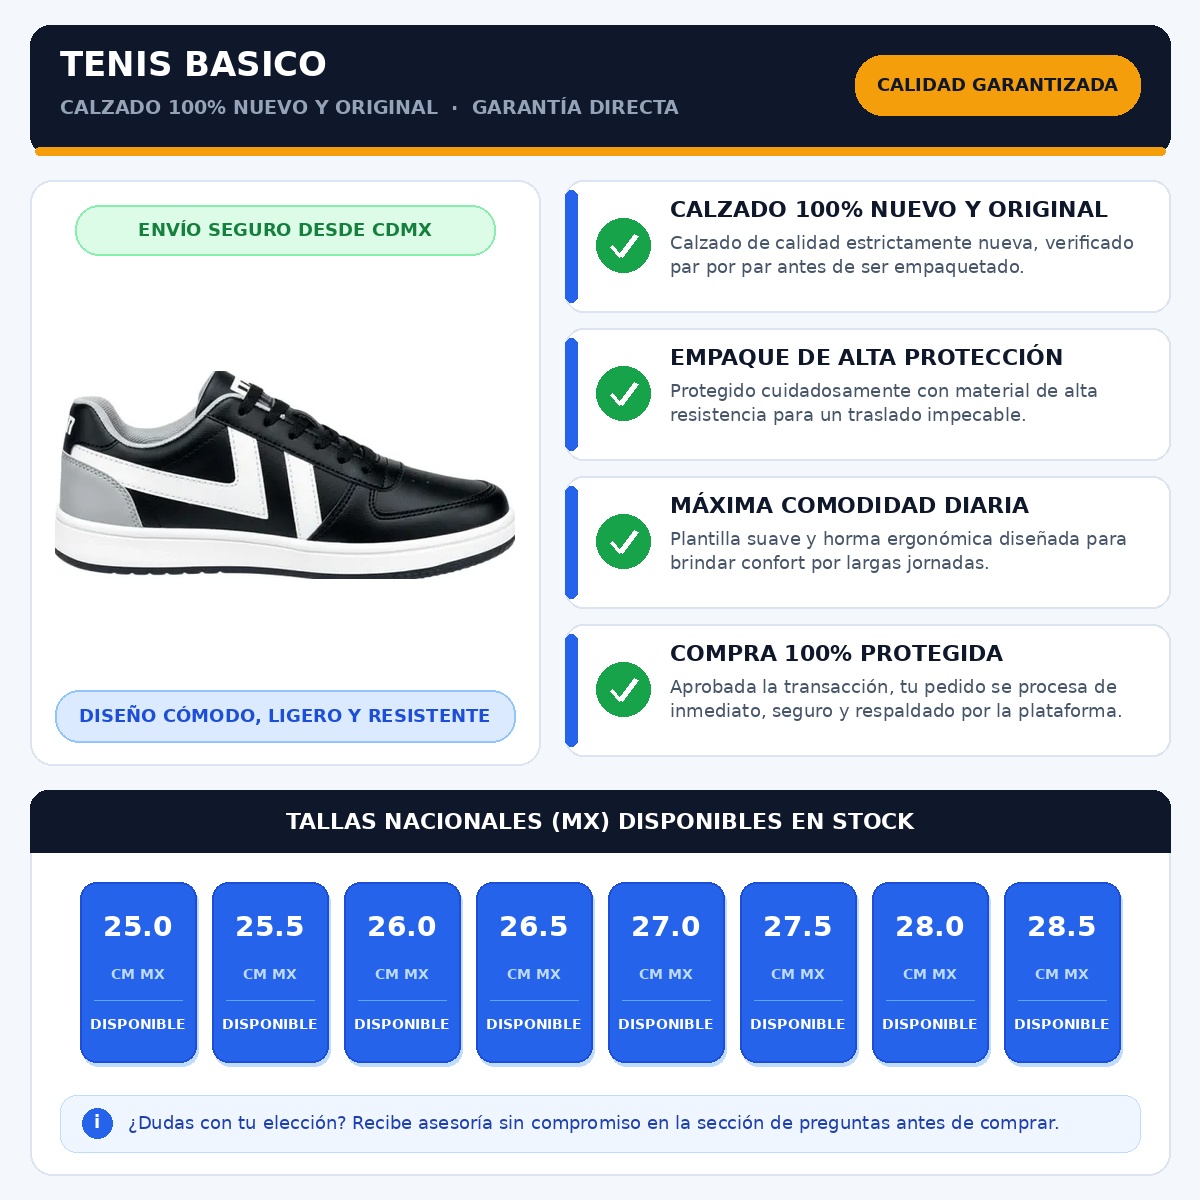 TENIS BASICO
CALZADO 100% NUEVO Y ORIGINAL · GARANTÍA DIRECTA
CALIDAD GARANTIZADA
ENVÍO SEGURO DESDE CDMX
DISEÑO CÓMODO, LIGERO Y RESISTENTE
CALZADO 100% NUEVO Y ORIGINAL
Calzado de calidad estrictamente nueva, verificado
par por par antes de ser empaquetado.
EMPAQUE DE ALTA PROTECCIÓN
Protegido cuidadosamente con material de alta
resistencia para un traslado impecable.
MÁXIMA COMODIDAD DIARIA
Plantilla suave y horma ergonómica diseñada para
brindar confort por largas jornadas.
COMPRA 100% PROTEGIDA
Aprobada la transacción, tu pedido se procesa de
inmediato, seguro y respaldado por la plataforma.
TALLAS NACIONALES (MX) DISPONIBLES EN STOCK
25.0 25.5 26.0 26.5 27.0 27.5 28.0 28.5
CM MX CM MX CM MX CM MX CM MX CM MX CM MX CM MX
DISPONIBLE DISPONIBLE DISPONIBLE DISPONIBLE DISPONIBLE DISPONIBLE DISPONIBLE DISPONIBLE
i ¿Dudas con tu elección? Recibe asesoría sin compromiso en la sección de preguntas antes de comprar.